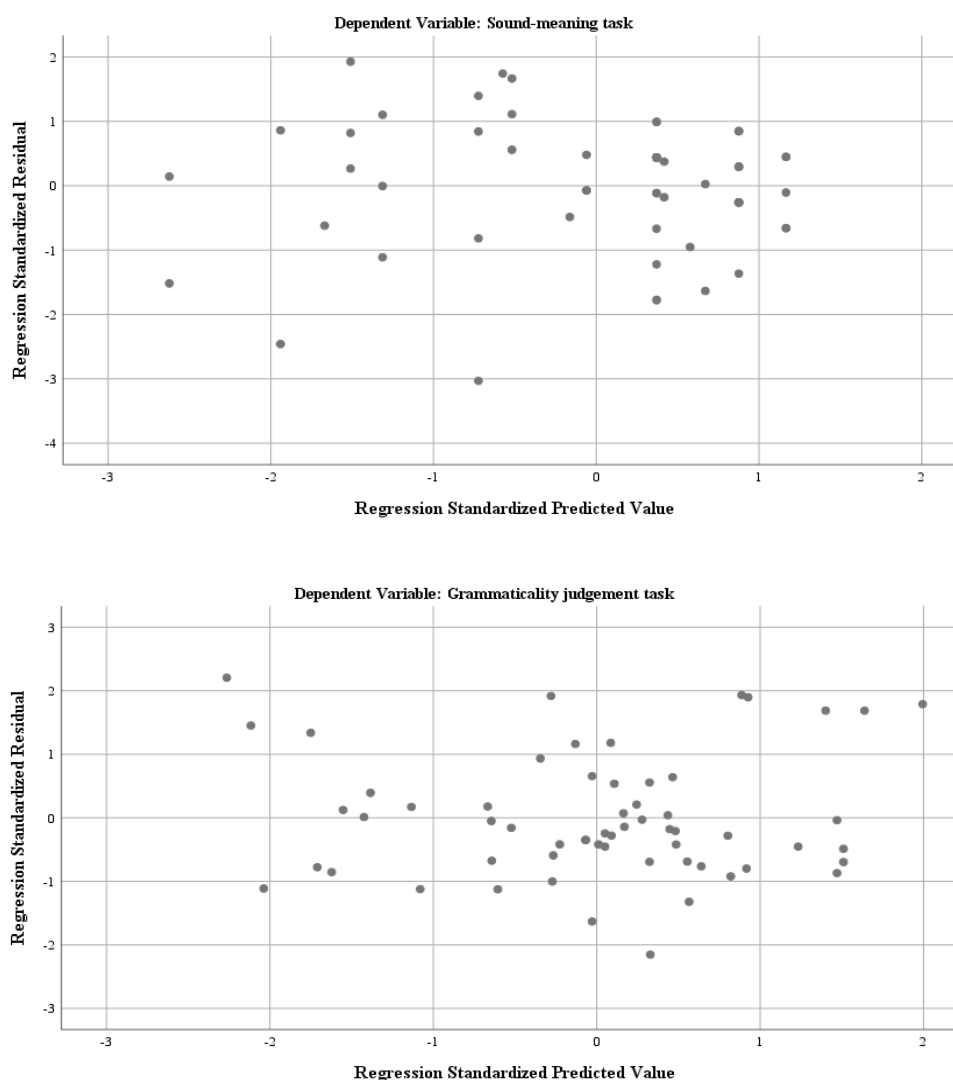 Dependent Variable: Sound-meaning task
2
1
0
-1
-2
-3
-4
Regression Standardized Residual
-3 -2 -1 0 1 2
Regression Standardized Predicted Value
Dependent Variable: Grammaticality judgement task
3
2
1
0
-1
-2
-3
Regression Standardized Residual
-3 -2 -1 0 1 2
Regression Standardized Predicted Value